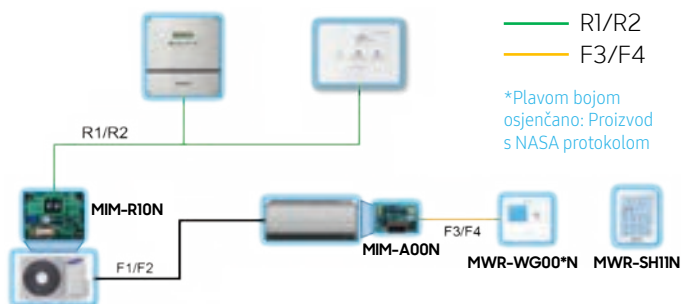 R1/R2
F3/F4
*Plavom bojom
osjenčano: Proizvod
s NASA protokolom
R1/R2
MIM-R10N
F1/F2
MIM-A00N
F3/F4
MWR-WG00*N
MWR-SH11N